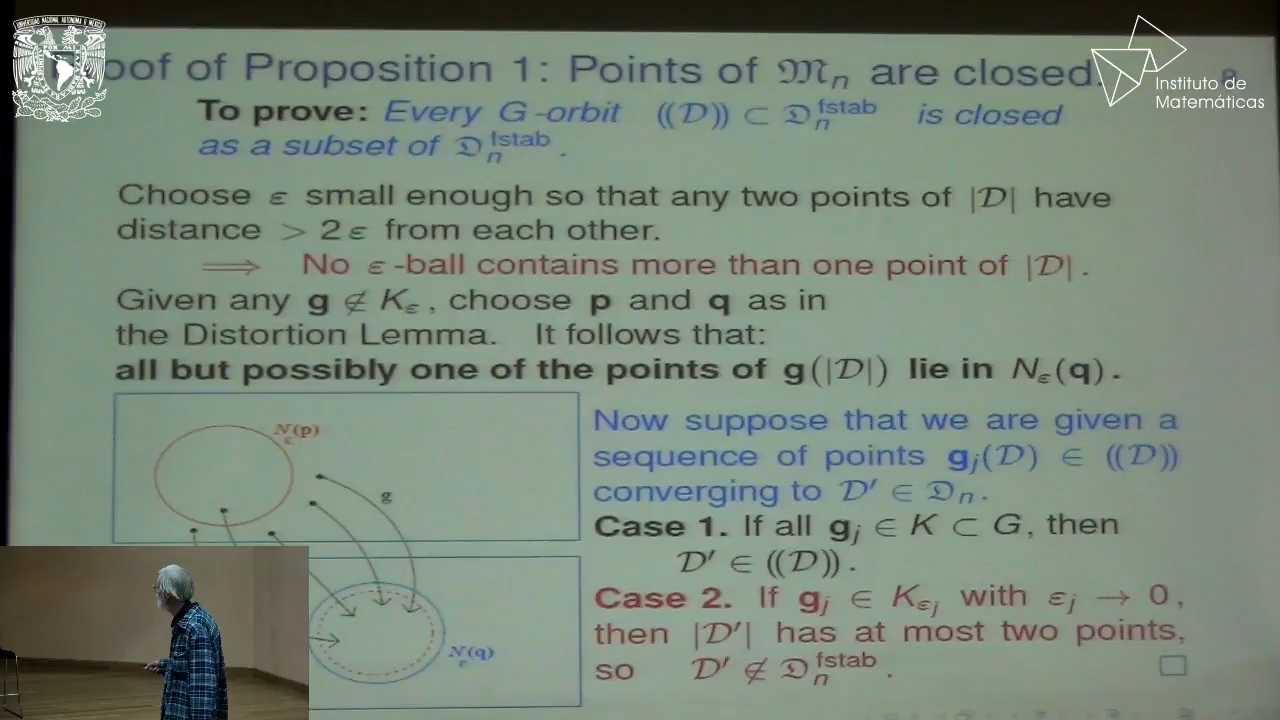 oof of Proposition 1: Points of 𝔐ₙ are closed. 8
Instituto de
Matemáticas
To prove: Every G-orbit ((𝒟)) ⊂ 𝔇ₙ^fstab is closed
as a subset of 𝔇ₙ^fstab .
Choose ε small enough so that any two points of |𝒟| have
distance > 2 ε from each other.
⟹ No ε-ball contains more than one point of |𝒟| .
Given any g ∉ K_ε , choose p and q as in
the Distortion Lemma. It follows that:
all but possibly one of the points of g(|𝒟|) lie in N_ε(q) .
N_ε(p)
g
N_ε(q)
Now suppose that we are given a
sequence of points g_j(𝒟) ∈ ((𝒟))
converging to 𝒟′ ∈ 𝔇ₙ.
Case 1. If all g_j ∈ K ⊂ G, then
𝒟′ ∈ ((𝒟)) .
Case 2. If g_j ∈ K_ε_j with ε_j → 0,
then |𝒟′| has at most two points,
so 𝒟′ ∉ 𝔇ₙ^fstab .